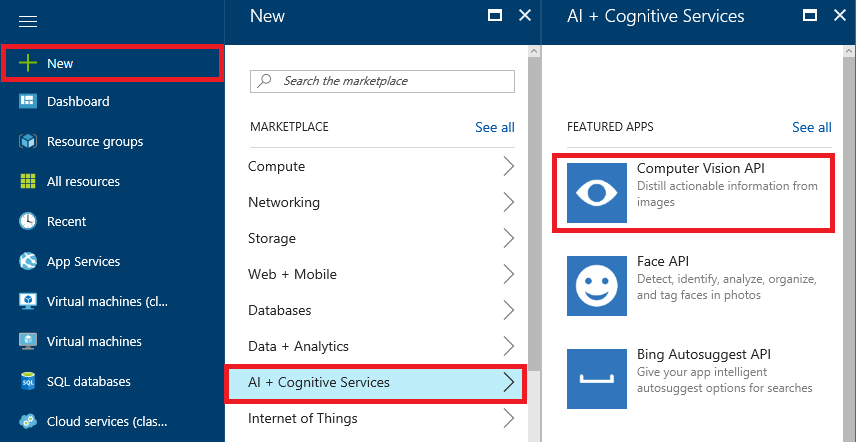 New
Dashboard
Resource groups
All resources
Recent
App Services
Virtual machines (cl...
Virtual machines
SQL databases
Cloud services (clas...
New
Search the marketplace
MARKETPLACE
See all
Compute
Networking
Storage
Web + Mobile
Databases
Data + Analytics
AI + Cognitive Services
Internet of Things
AI + Cognitive Services
FEATURED APPS
See all
Computer Vision API
Distill actionable information from
images
Face API
Detect, identify, analyze, organize,
and tag faces in photos
Bing Autosuggest API
Give your app intelligent
autosuggest options for searches